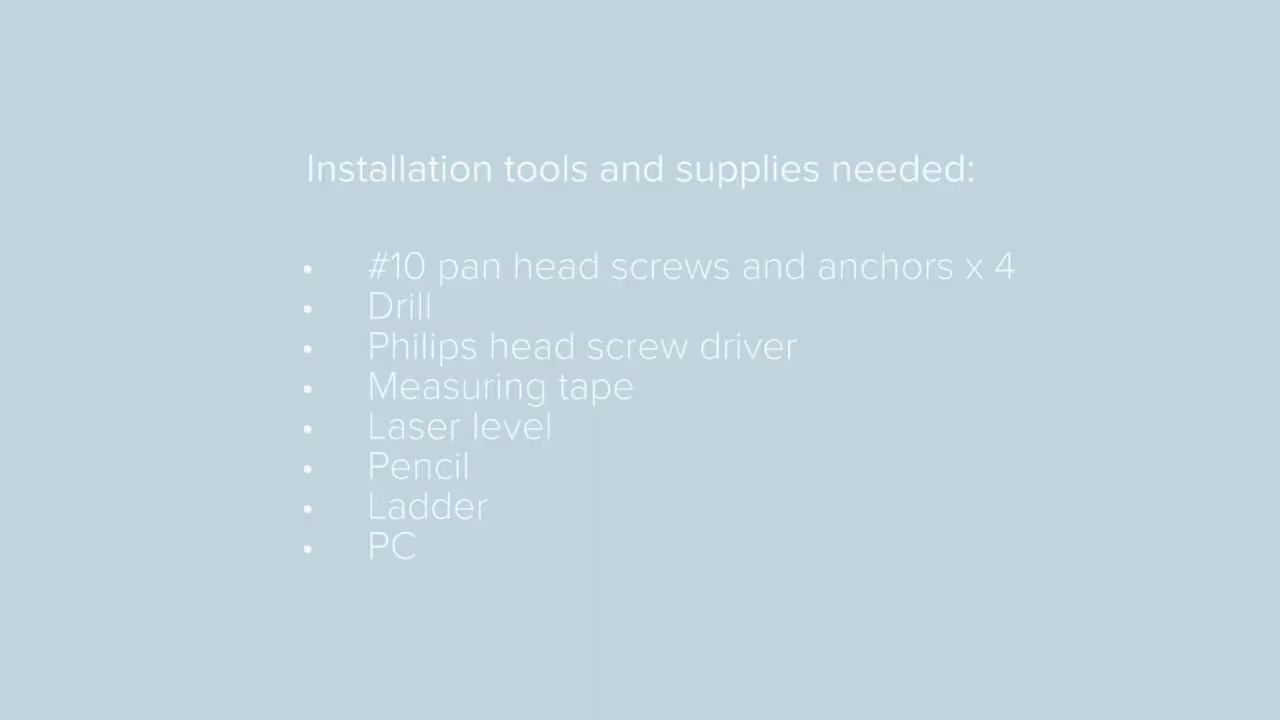 Installation tools and supplies needed:
• #10 pan head screws and anchors x 4
• Drill
• Philips head screw driver
• Measuring tape
• Laser level
• Pencil
• Ladder
• PC